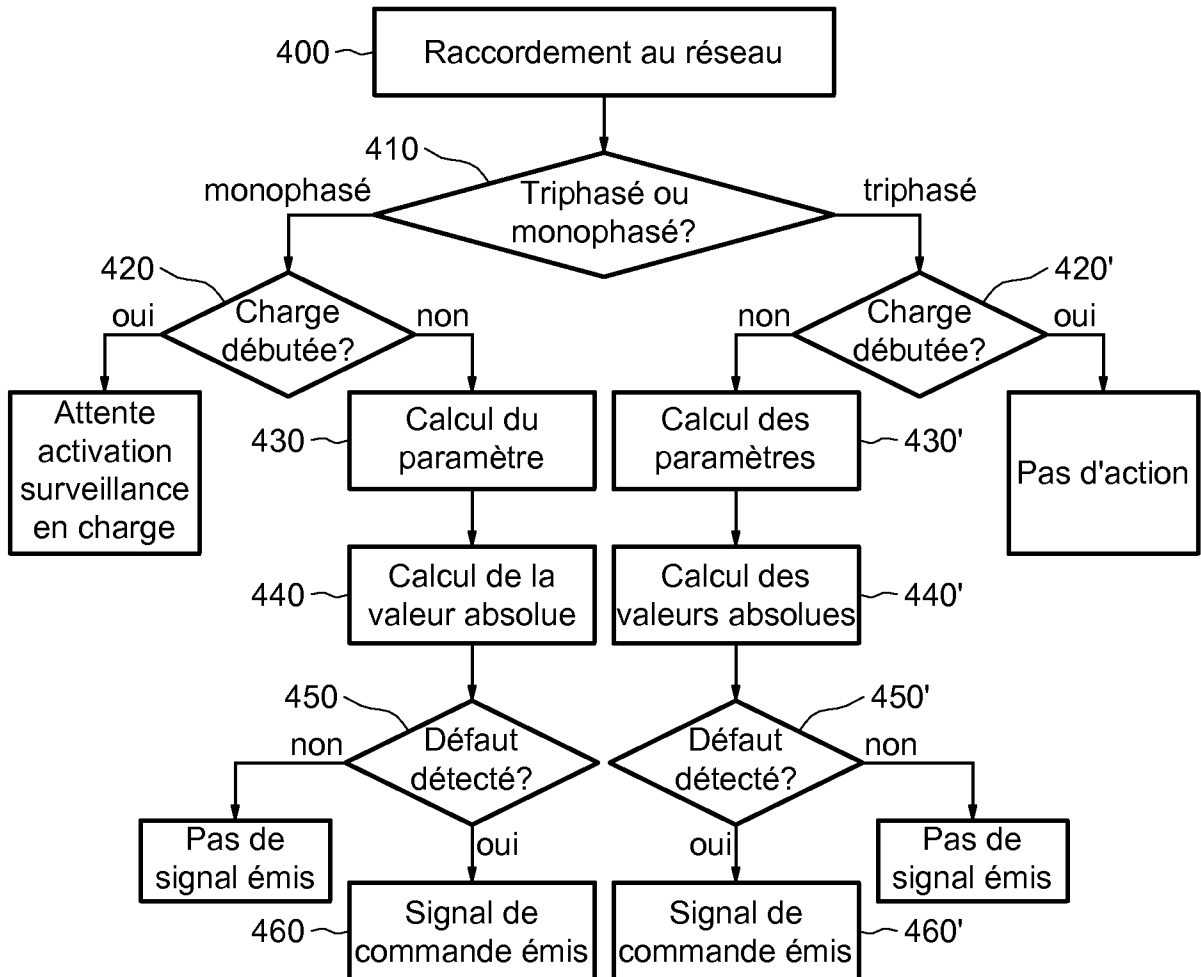 400
Raccordement au réseau
410
Triphasé ou
monophasé?
monophasé
triphasé
420
Charge
débutée?
oui
non
420'
Charge
débutée?
non
oui
Attente
activation
surveillance
en charge
430
Calcul du
paramètre
Calcul des
paramètres
430'
Pas d'action
440
Calcul de la
valeur absolue
Calcul des
valeurs absolues
440'
450
Défaut
détecté?
non
oui
450'
Défaut
détecté?
oui
non
Pas de
signal émis
Pas de
signal émis
460
Signal de
commande émis
Signal de
commande émis
460'